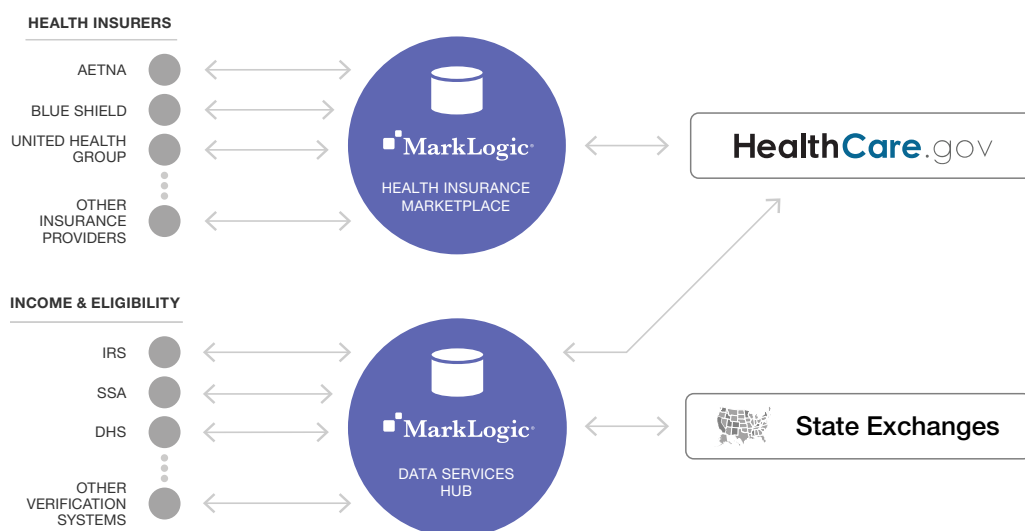 HEALTH INSURERS
AETNA
BLUE SHIELD
UNITED HEALTH
GROUP
OTHER
INSURANCE
PROVIDERS
MarkLogic®
HEALTH INSURANCE
MARKETPLACE
HealthCare.gov
INCOME & ELIGIBILITY
IRS
SSA
DHS
OTHER
VERIFICATION
SYSTEMS
MarkLogic®
DATA SERVICES
HUB
State Exchanges